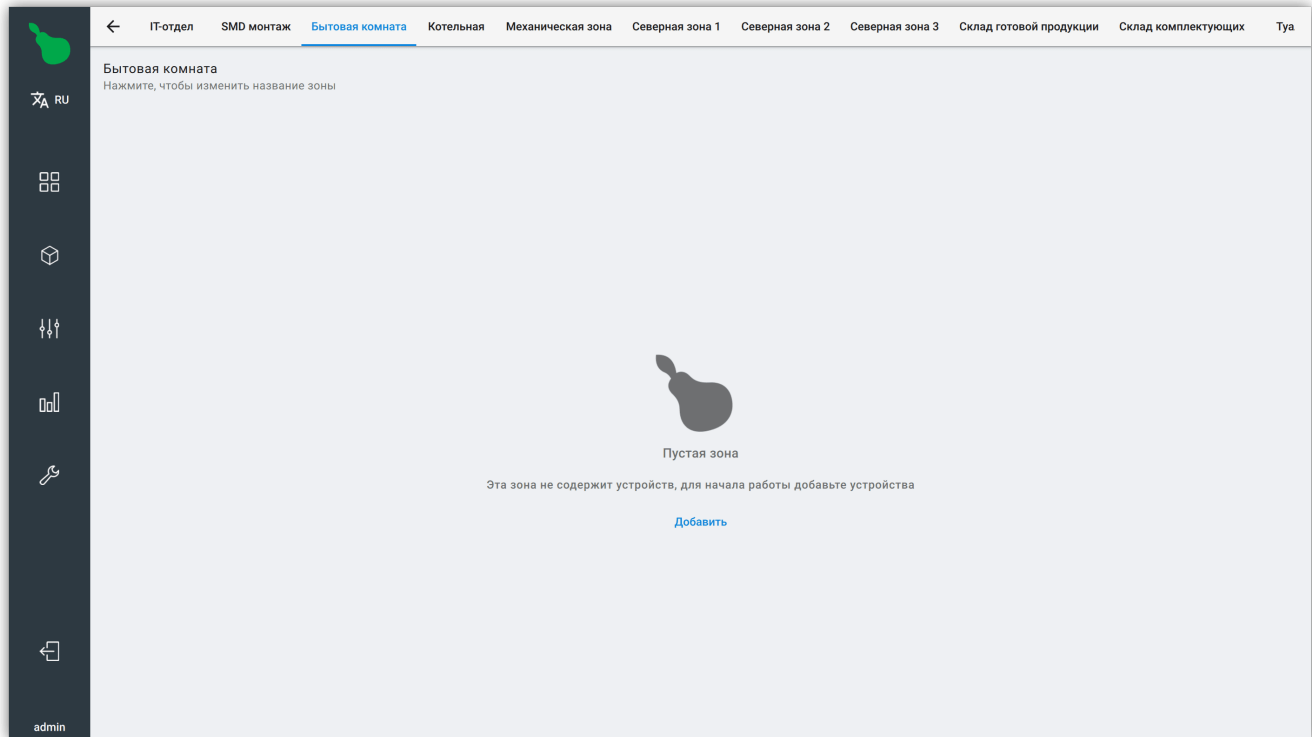 IT-отдел SMD монтаж Бытовая комната Котельная Механическая зона Северная зона 1 Северная зона 2 Северная зона 3 Склад готовой продукции Склад комплектующих Туа
Бытовая комната
Нажмите, чтобы изменить название зоны
RU
Пустая зона
Эта зона не содержит устройств, для начала работы добавьте устройства
Добавить
admin